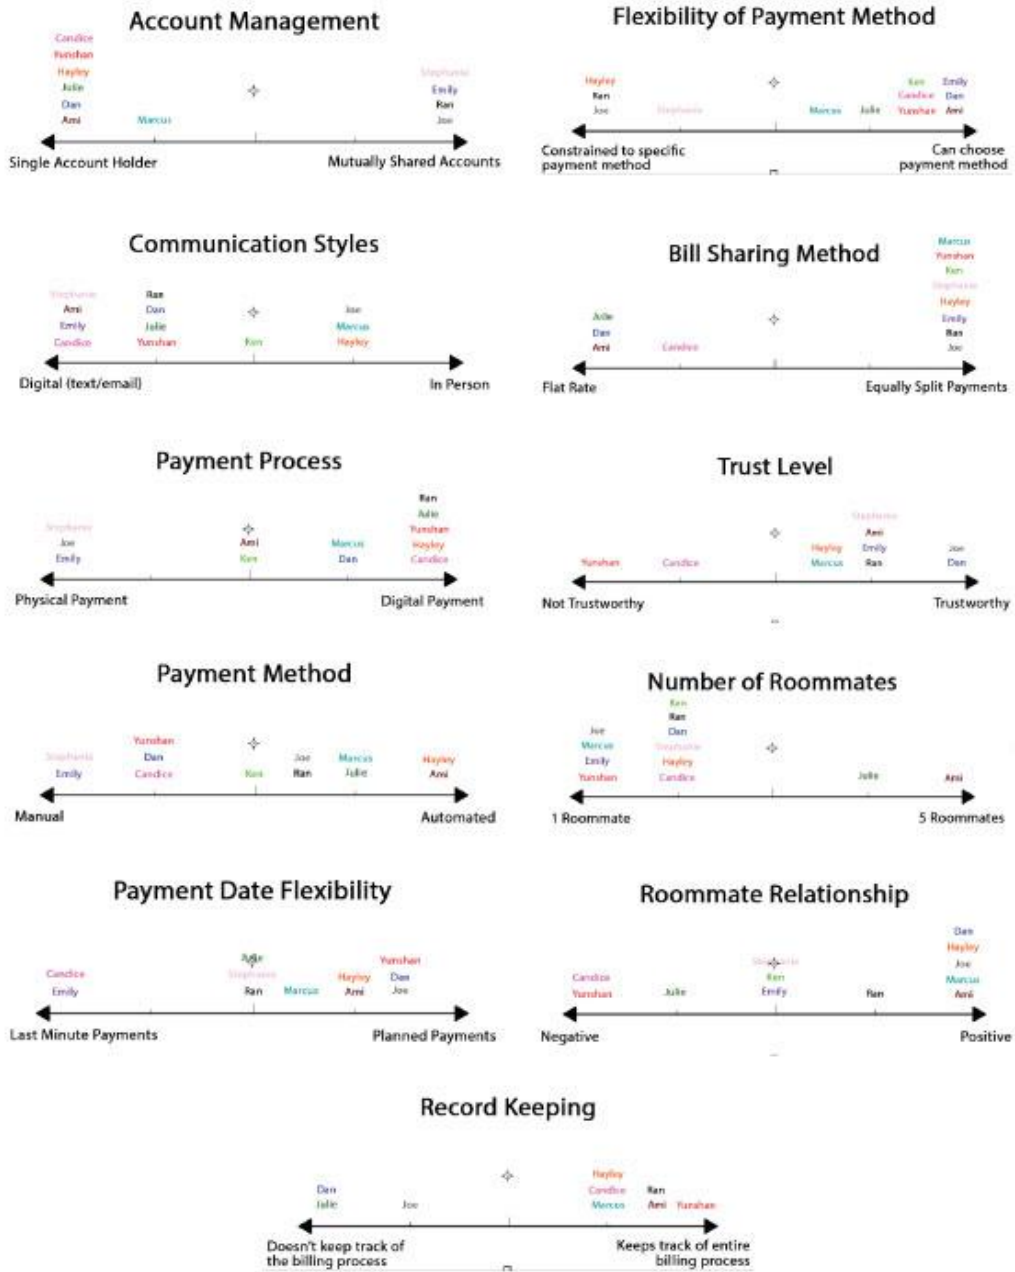 Account Management
Candice
Yunshan
Hayley
Julie
Dan
Ami
Marcus
Stephanie
Emily
Ran
Joe
Single Account Holder
Mutually Shared Accounts
Flexibility of Payment Method
Hayley
Ran
Joe
Stephanie
Marcus
Julie
Ken
Candice
Yunshan
Emily
Dan
Ami
Constrained to specific
payment method
Can choose
payment method
Communication Styles
Stephanie
Ami
Emily
Candice
Ran
Dan
Julie
Yunshan
Ken
Joe
Marcus
Hayley
Digital (text/email)
In Person
Bill Sharing Method
Julie
Dan
Ami
Candice
Marcus
Yunshan
Ken
Stephanie
Hayley
Emily
Ran
Joe
Flat Rate
Equally Split Payments
Payment Process
Stephanie
Joe
Emily
Ami
Ken
Marcus
Dan
Ran
Julie
Yunshan
Hayley
Candice
Physical Payment
Digital Payment
Trust Level
Yunshan
Candice
Hayley
Marcus
Stephanie
Ami
Emily
Ran
Joe
Dan
Not Trustworthy
Trustworthy
Payment Method
Stephanie
Emily
Yunshan
Dan
Candice
Ken
Joe
Ran
Marcus
Julie
Hayley
Ami
Manual
Automated
Number of Roommates
Joe
Marcus
Emily
Yunshan
Ken
Ran
Dan
Stephanie
Hayley
Candice
Julie
Ami
1 Roommate
5 Roommates
Payment Date Flexibility
Candice
Emily
Julie
Stephanie
Ran
Marcus
Hayley
Ami
Yunshan
Dan
Joe
Last Minute Payments
Planned Payments
Roommate Relationship
Candice
Yunshan
Julie
Stephanie
Ken
Emily
Ran
Dan
Hayley
Joe
Marcus
Ami
Negative
Positive
Record Keeping
Dan
Julie
Joe
Hayley
Candice
Marcus
Ran
Ami
Yunshan
Doesn't keep track of
the billing process
Keeps track of entire
billing process